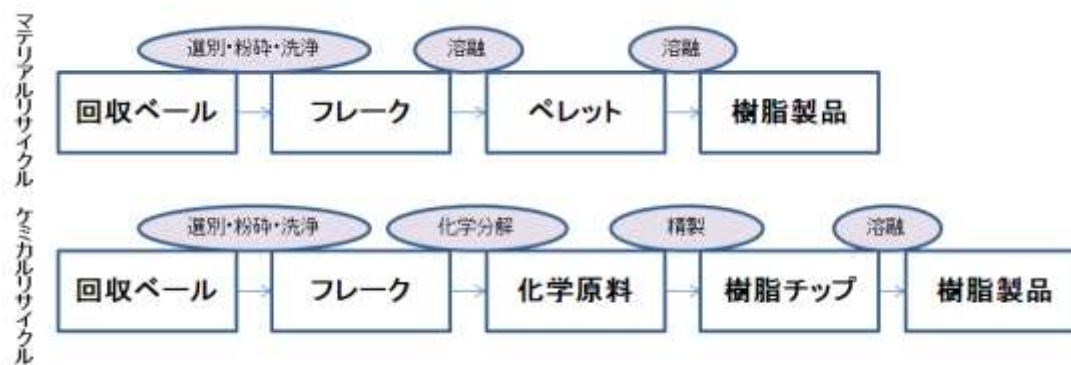 マテリアルリサイクル
選別・粉砕・洗浄
溶融
溶融
回収ベール
フレーク
ペレット
樹脂製品
ケミカルリサイクル
選別・粉砕・洗浄
化学分解
精製
溶融
回収ベール
フレーク
化学原料
樹脂チップ
樹脂製品